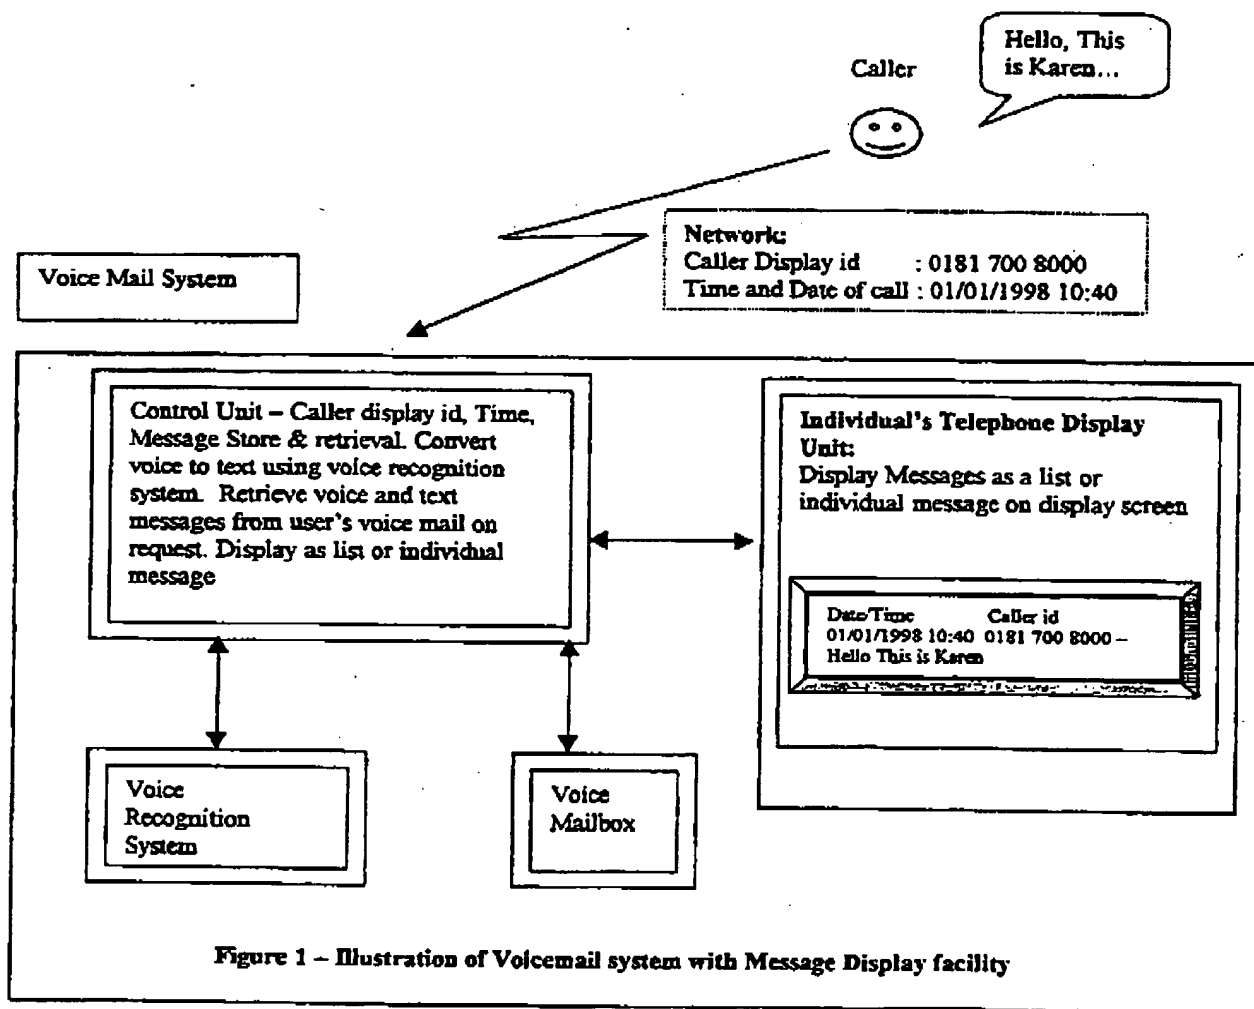 Hello, This
is Karen...
Caller
Network:
Caller Display id : 0181 700 8000
Time and Date of call : 01/01/1998 10:40
Voice Mail System
Control Unit – Caller display id, Time,
Message Store & retrieval. Convert
voice to text using voice recognition
system. Retrieve voice and text
messages from user's voice mail on
request. Display as list or individual
message
Individual's Telephone Display
Unit:
Display Messages as a list or
individual message on display screen
Date/Time Caller id
01/01/1998 10:40 0181 700 8000 –
Hello This is Karen
Voice
Recognition
System
Voice
Mailbox
Figure 1 – Illustration of Voicemail system with Message Display facility